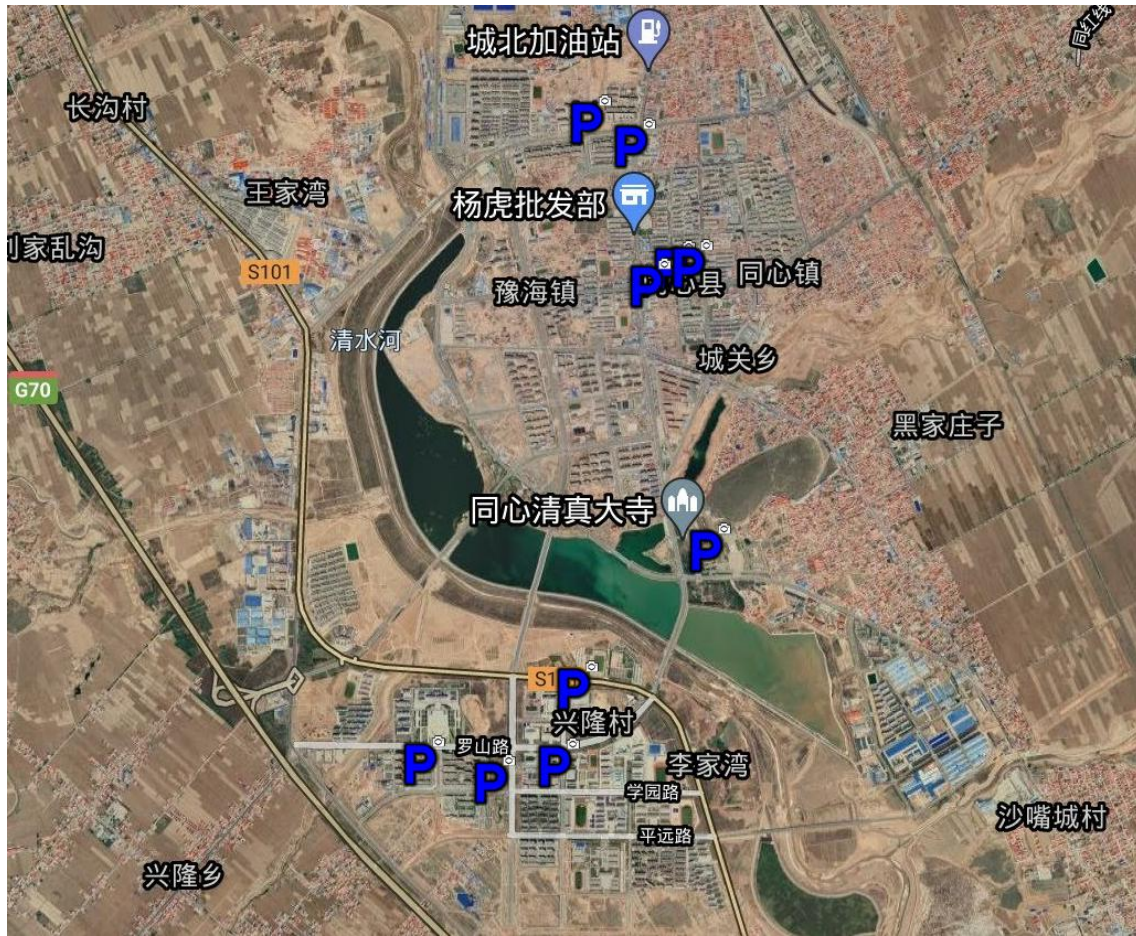 城北加油站
同红线
长沟村
P
P
王家湾
杨虎批发部
家乱沟
S101
豫海镇
P
P
P
心县
同心镇
清水河
城关乡
G70
黑家庄子
同心清真大寺
P
S1
P
兴隆村
罗山路
P
P
P
李家湾
学园路
沙嘴城村
平远路
兴隆乡